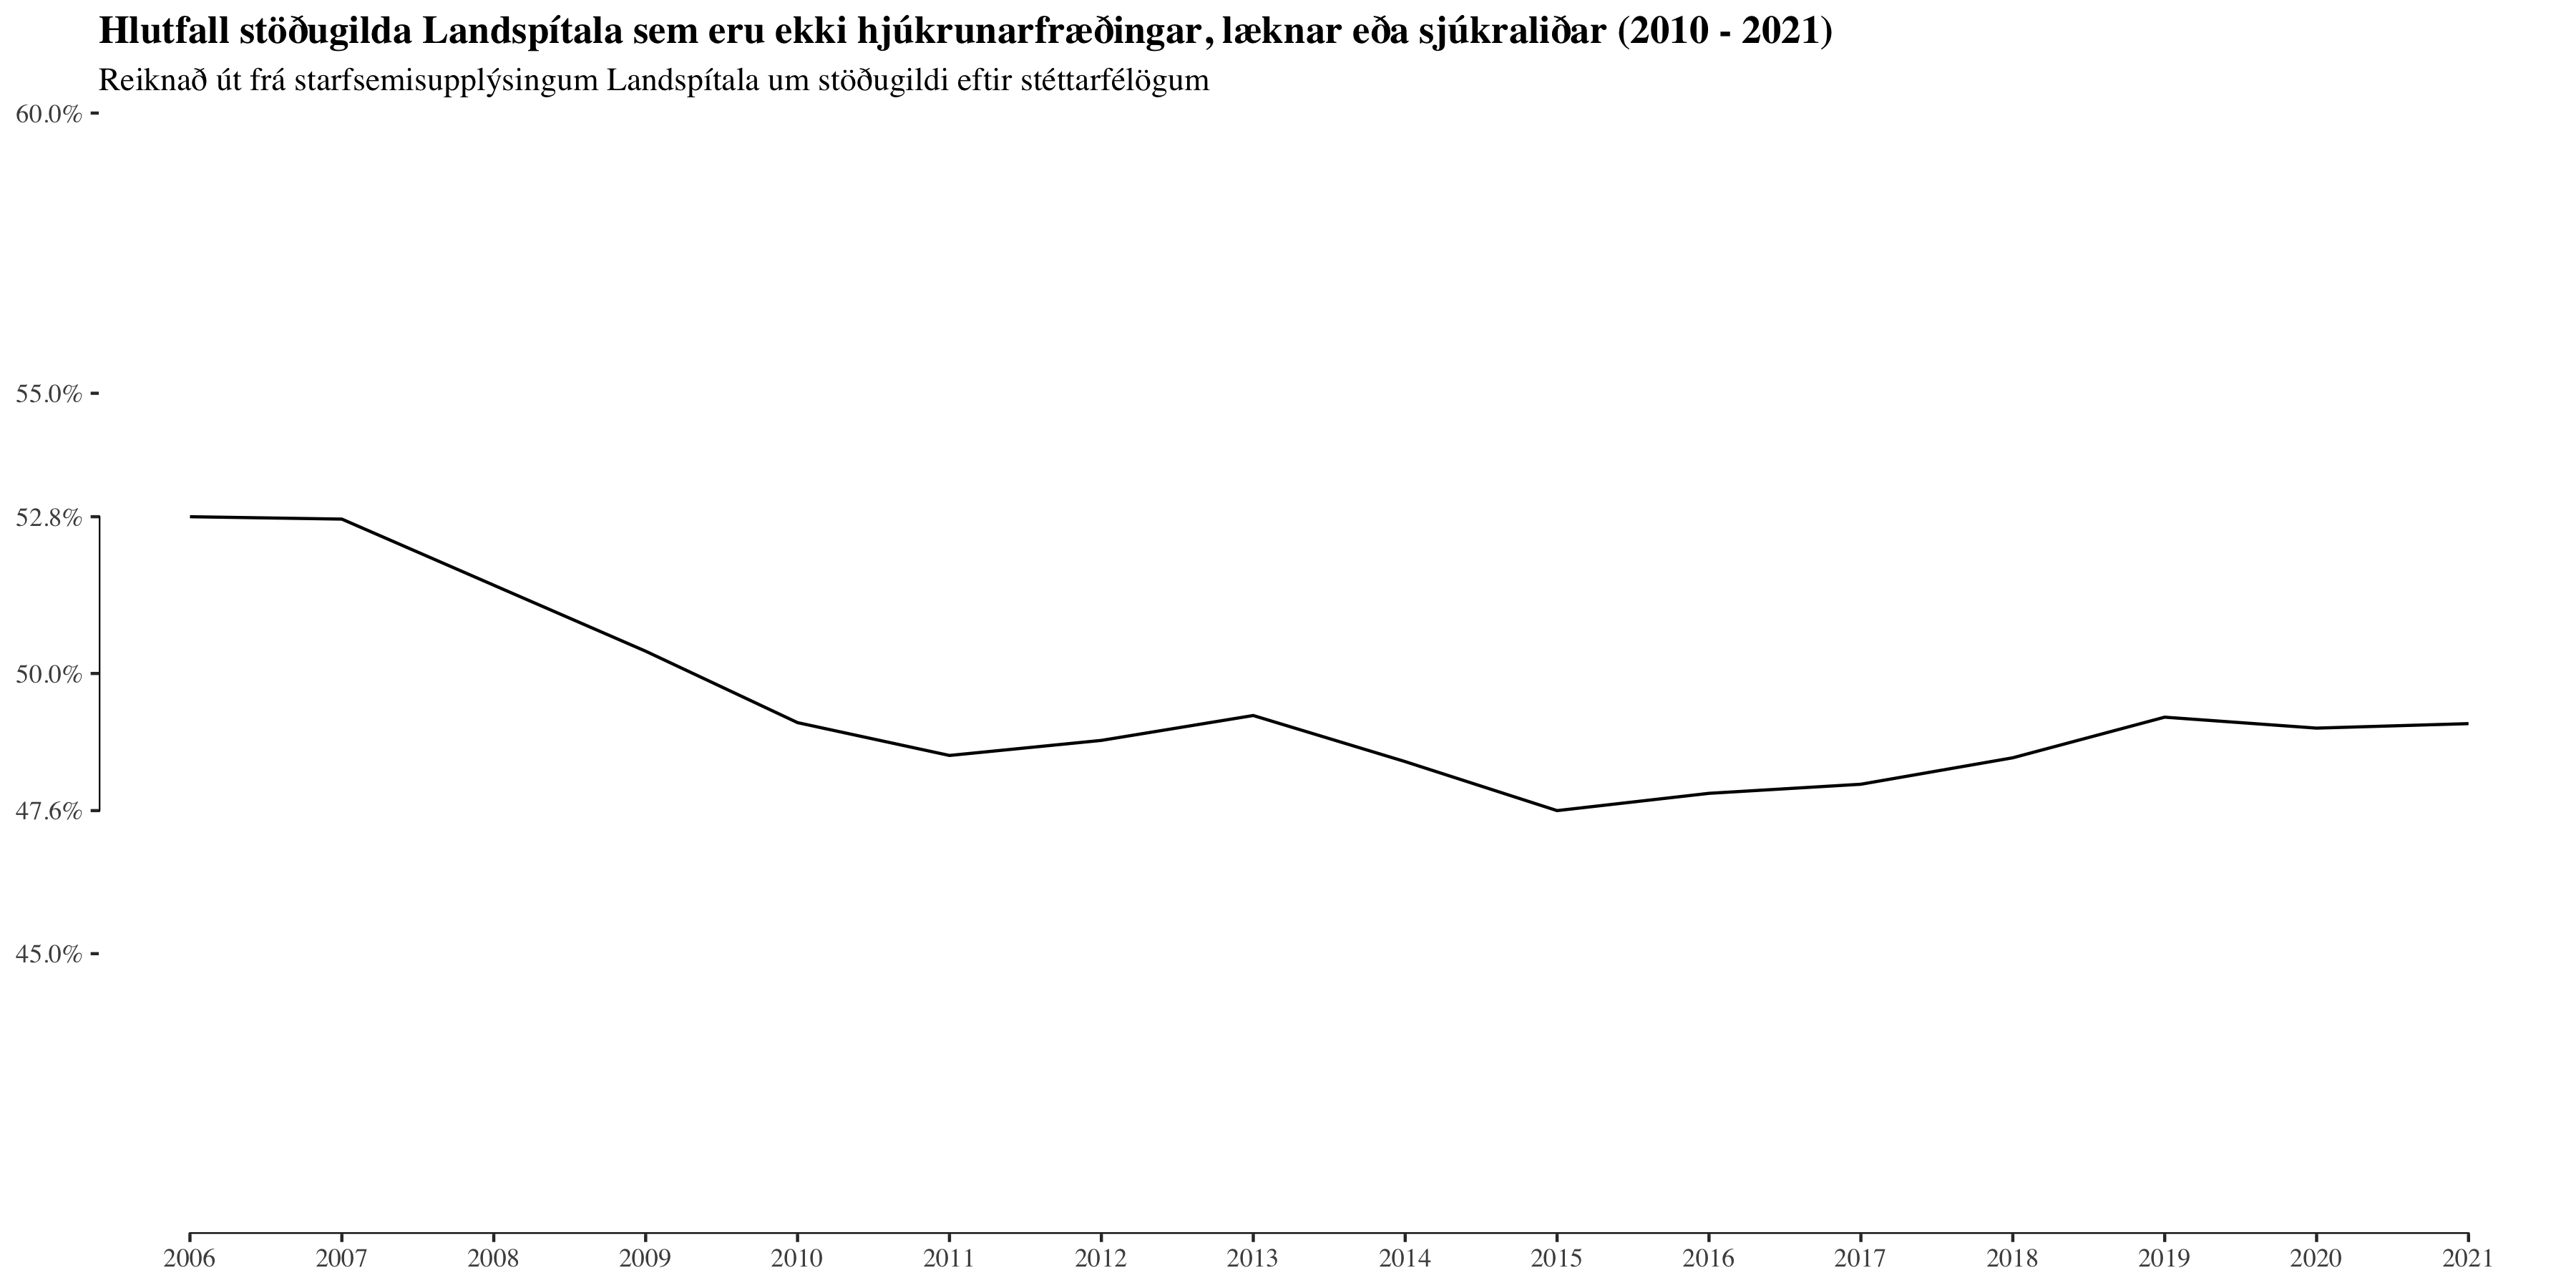 Hlutfall stöðugilda Landspítala sem eru ekki hjúkrunarfræðingar, læknar eða sjúkraliðar (2010 - 2021)
Reiknað út frá starfsemisupplýsingum Landspítala um stöðugildi eftir stéttarfélögum
60.0%
55.0%
52.8%
50.0%
47.6%
45.0%
2006 2007 2008 2009 2010 2011 2012 2013 2014 2015 2016 2017 2018 2019 2020 2021